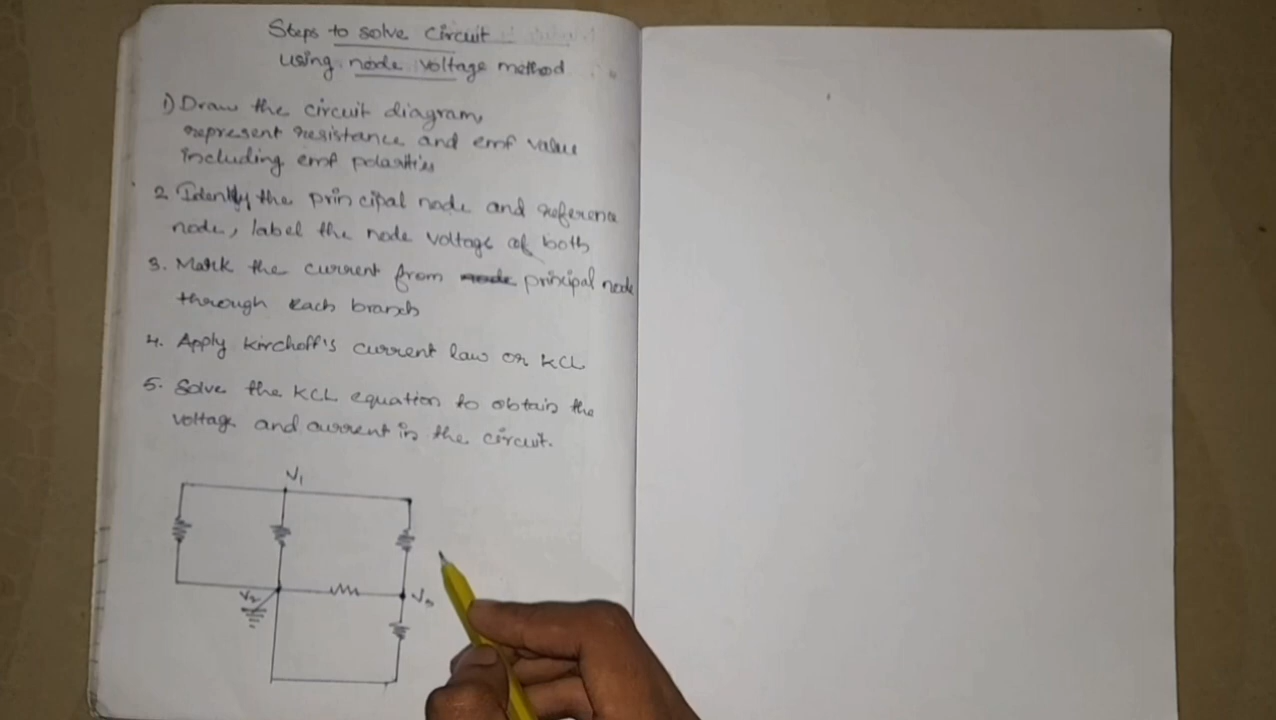 Steps to solve circuit
using node voltage method
1) Draw the circuit diagram,
represent resistance and emf value
including emf polarities
2. Identify the principal node and reference
node, label the node voltage of both
3. Mark the current from principal node
through each branch
4. Apply Kirchoff's current law or KCL
5. Solve the KCL equation to obtain the
voltage and current in the circuit.
V1
V2
V3